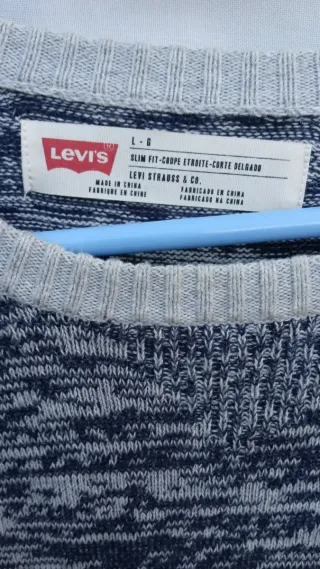 LEVI'S®
L - G
SLIM FIT-COUPE ETROITE-CORTE DELGADO
LEVI STRAUSS & CO.
MADE IN CHINA
FABRIQUE EN CHINE
FABRICADO EN CHINA
FABRICADO NA CHINA